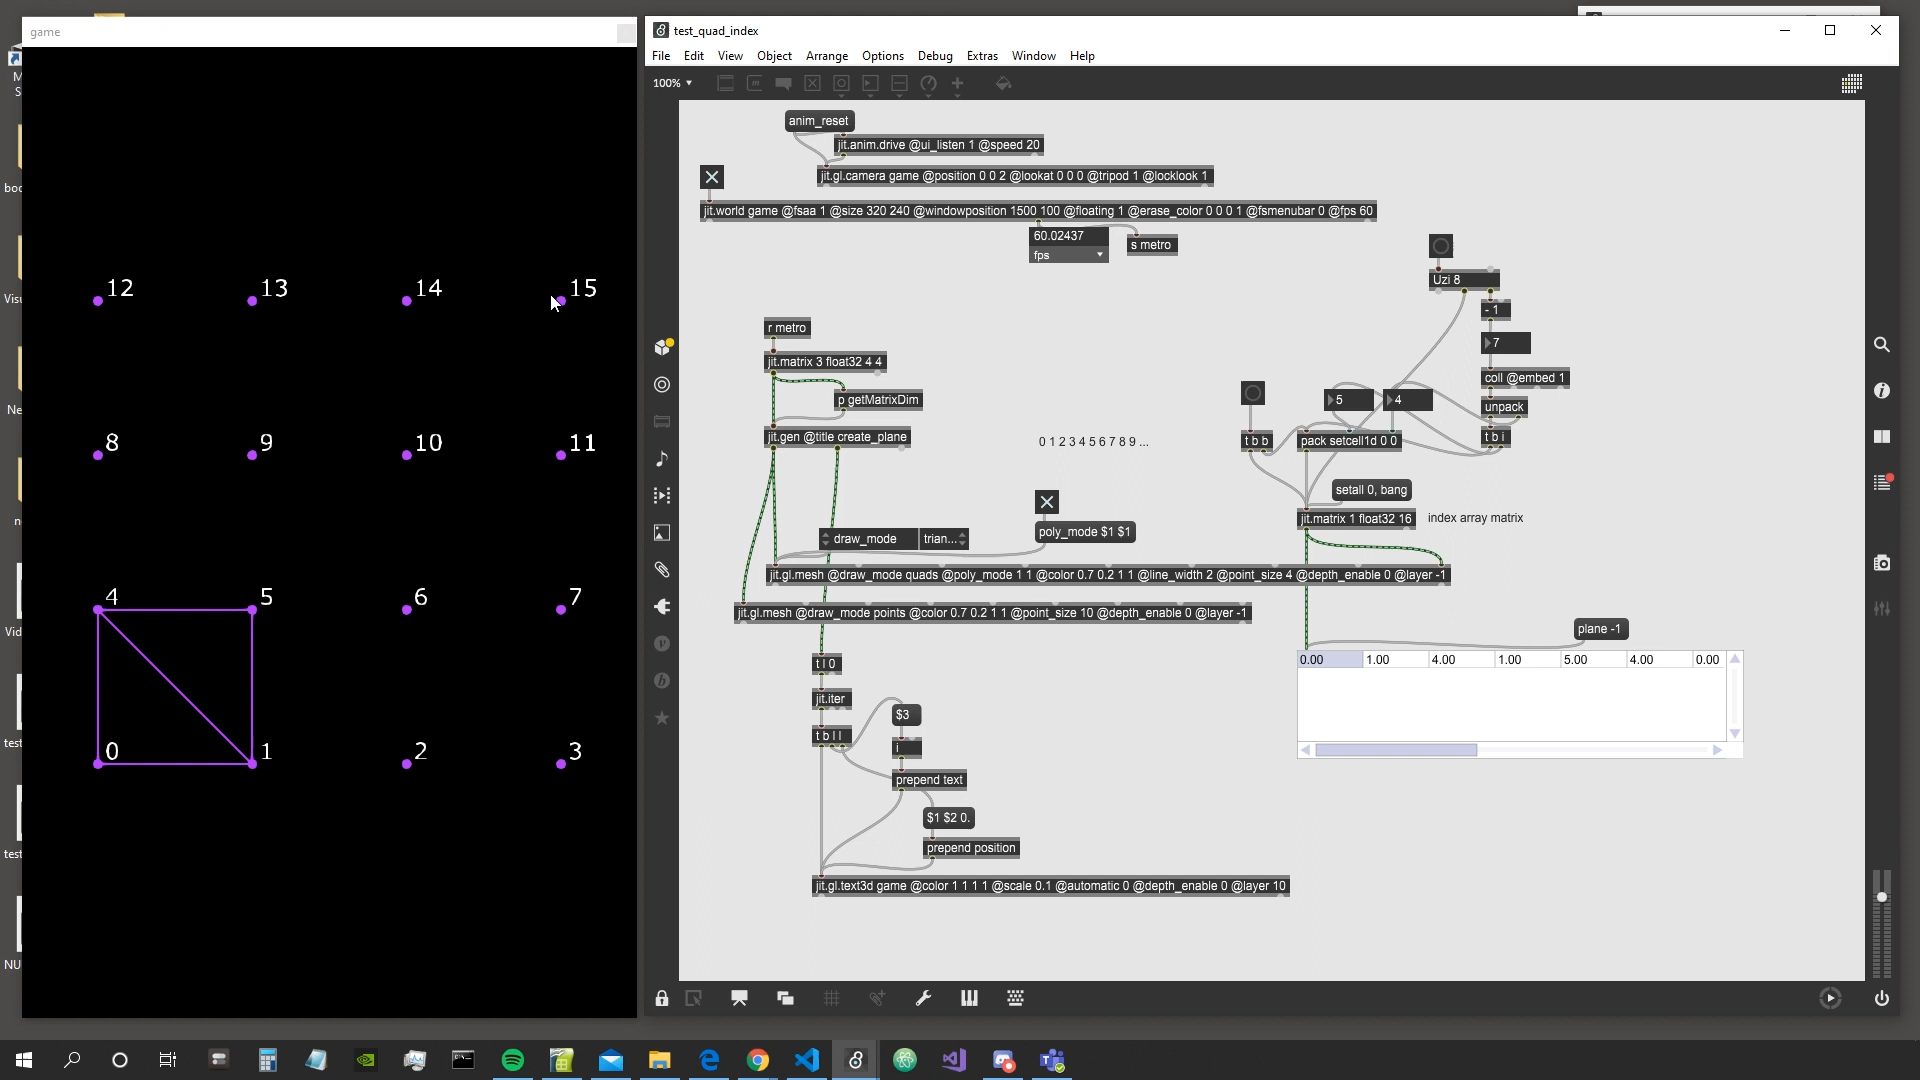 game
test_quad_index
File Edit View Object Arrange Options Debug Extras Window Help
100%
anim_reset
jit.anim.drive @ui_listen 1 @speed 20
jit.gl.camera game @position 0 0 2 @lookat 0 0 0 @tripod 1 @locklook 1
jit.world game @fsaa 1 @size 320 240 @windowposition 1500 100 @floating 1 @erase_color 0 0 0 1 @fsmenubar 0 @fps 60
60.02437
fps
s metro
Uzi 8
- 1
7
coll @embed 1
unpack
t b i
12 13 14 15
8 9 10 11
4 5 6 7
0 1 2 3
r metro
jit.matrix 3 float32 4 4
p getMatrixDim
jit.gen @title create_plane
0 1 2 3 4 5 6 7 8 9 ...
5
4
t b b
pack setcell1d 0 0
setall 0, bang
jit.matrix 1 float32 16
index array matrix
draw_mode
trian...
poly_mode $1 $1
jit.gl.mesh @draw_mode quads @poly_mode 1 1 @color 0.7 0.2 1 1 @line_width 2 @point_size 4 @depth_enable 0 @layer -1
jit.gl.mesh @draw_mode points @color 0.7 0.2 1 1 @point_size 10 @depth_enable 0 @layer -1
plane -1
0.00 1.00 4.00 1.00 5.00 4.00 0.00
t l 0
jit.iter
t b l l
$3
i
prepend text
$1 $2 0.
prepend position
jit.gl.text3d game @color 1 1 1 1 @scale 0.1 @automatic 0 @depth_enable 0 @layer 10
M
S
boo
Visu
Ne
n
Vid
test
test
NU